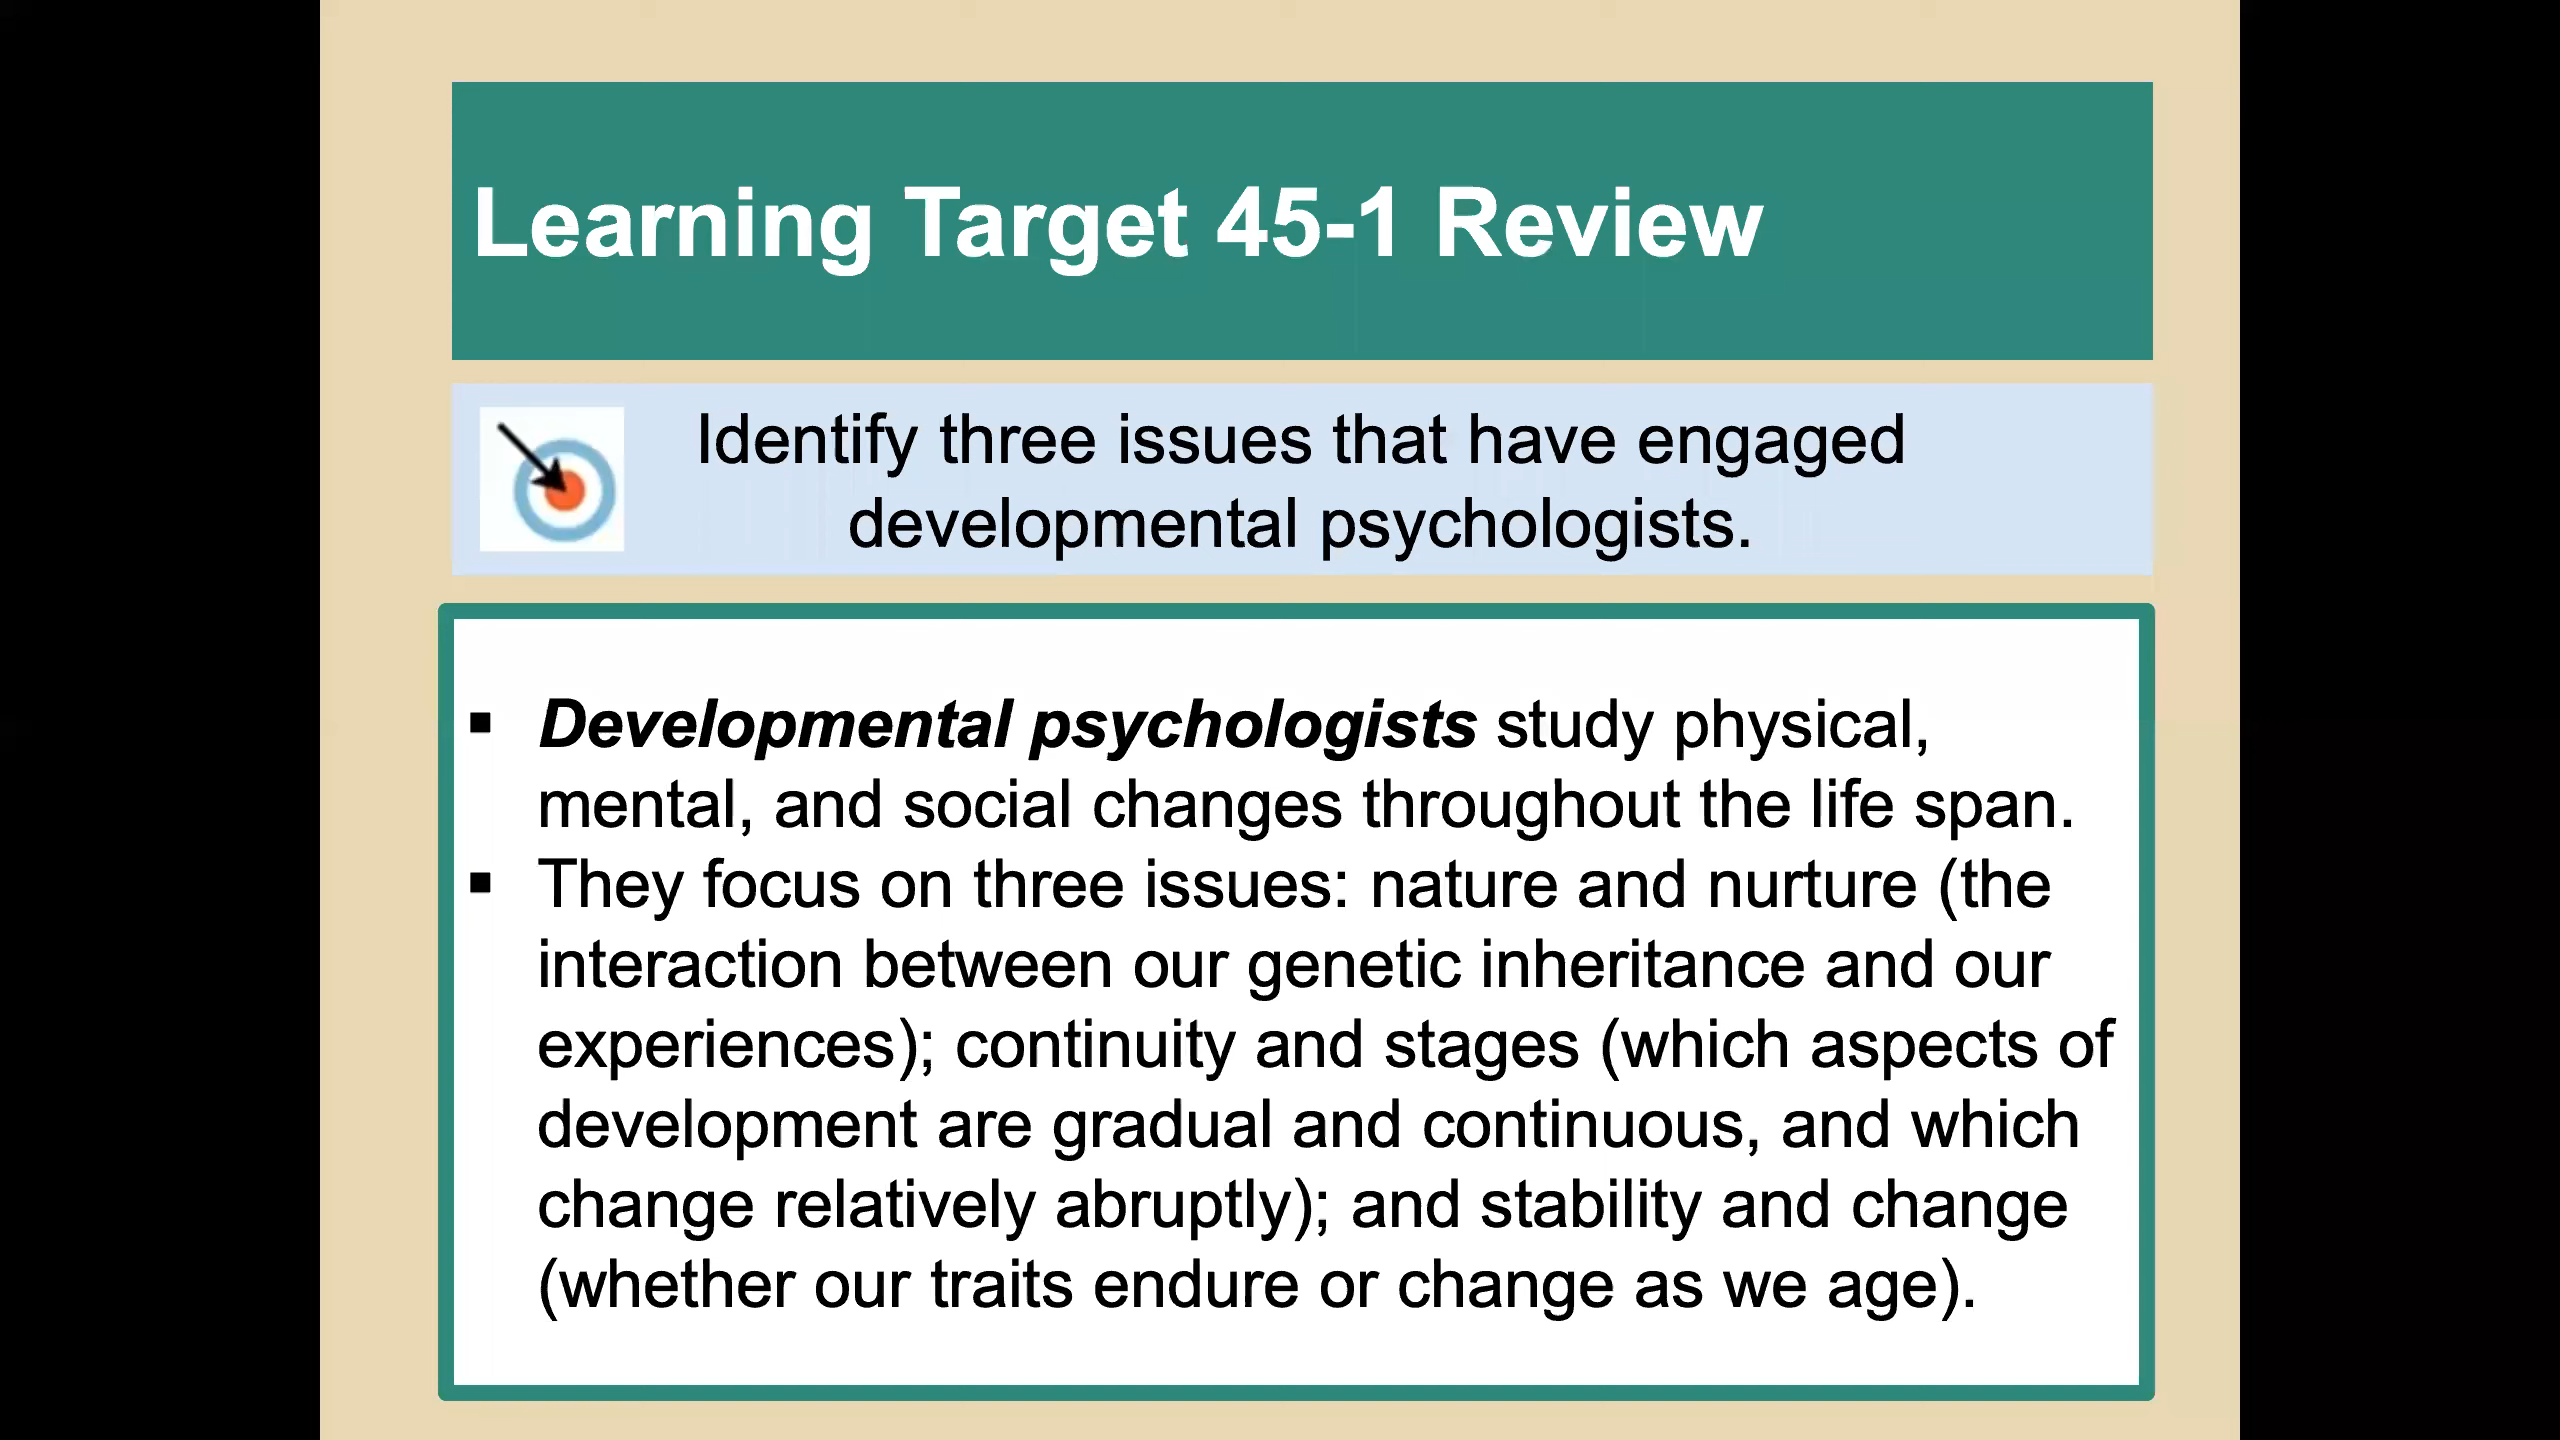 Learning Target 45-1 Review
Identify three issues that have engaged
developmental psychologists.
▪ Developmental psychologists study physical,
mental, and social changes throughout the life span.
▪ They focus on three issues: nature and nurture (the
interaction between our genetic inheritance and our
experiences); continuity and stages (which aspects of
development are gradual and continuous, and which
change relatively abruptly); and stability and change
(whether our traits endure or change as we age).